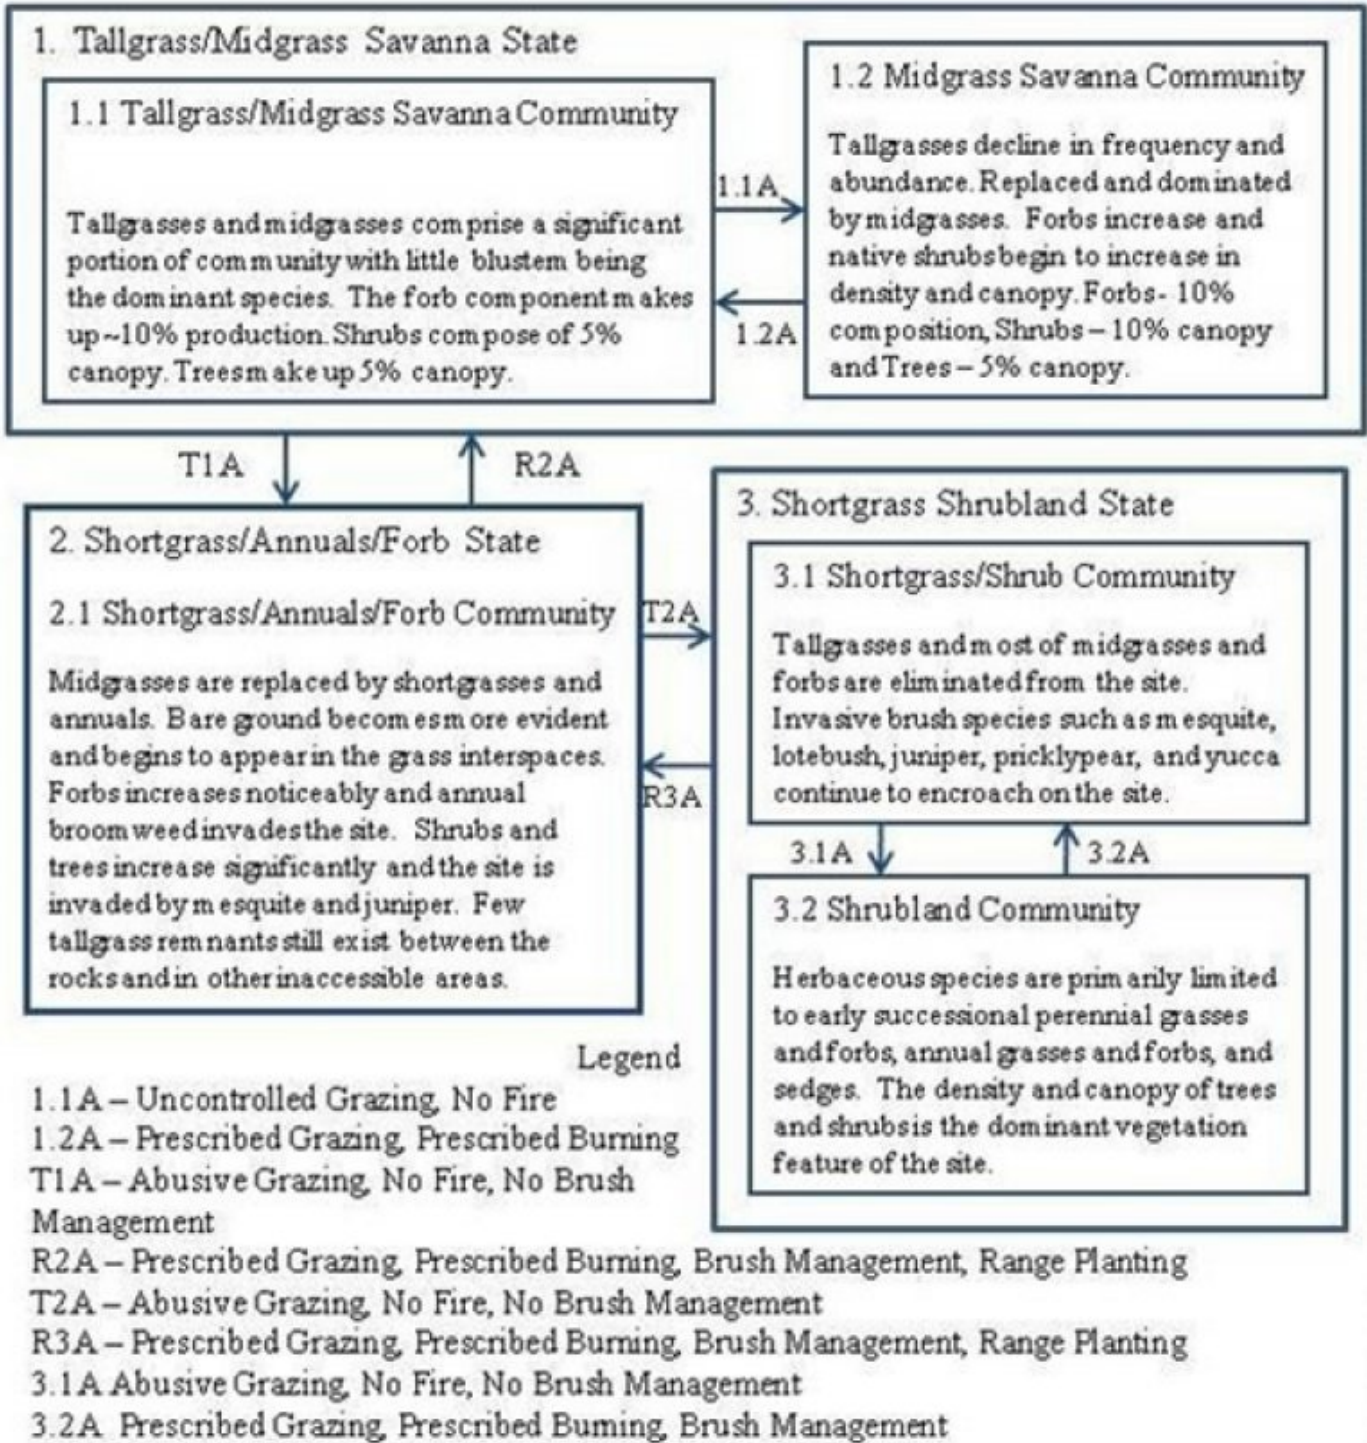 1. Tallgrass/Midgrass Savanna State
1.1 Tallgrass/Midgrass Savanna Community
Tallgrasses and midgrasses comprise a significant
portion of community with little blustem being
the dominant species. The forb component makes
up ~10% production. Shrubs compose of 5%
canopy. Trees make up 5% canopy.
1.1A
1.2A
1.2 Midgrass Savanna Community
Tallgrasses decline in frequency and
abundance. Replaced and dominated
by midgrasses. Forbs increase and
native shrubs begin to increase in
density and canopy. Forbs- 10%
composition, Shrubs – 10% canopy
and Trees – 5% canopy.
T1A
R2A
2. Shortgrass/Annuals/Forb State
2.1 Shortgrass/Annuals/Forb Community
Midgrasses are replaced by shortgrasses and
annuals. Bare ground becomes more evident
and begins to appear in the grass interspaces.
Forbs increases noticeably and annual
broomweed invades the site. Shrubs and
trees increase significantly and the site is
invaded by mesquite and juniper. Few
tallgrass remnants still exist between the
rocks and in other inaccessible areas.
T2A
R3A
3. Shortgrass Shrubland State
3.1 Shortgrass/Shrub Community
Tallgrasses and most of midgrasses and
forbs are eliminated from the site.
Invasive brush species such as mesquite,
lotebush, juniper, pricklypear, and yucca
continue to encroach on the site.
3.1A
3.2A
3.2 Shrubland Community
Herbaceous species are primarily limited
to early successional perennial grasses
and forbs, annual grasses and forbs, and
sedges. The density and canopy of trees
and shrubs is the dominant vegetation
feature of the site.
Legend
1.1A – Uncontrolled Grazing, No Fire
1.2A – Prescribed Grazing, Prescribed Burning
T1A – Abusive Grazing, No Fire, No Brush
Management
R2A – Prescribed Grazing, Prescribed Burning, Brush Management, Range Planting
T2A – Abusive Grazing, No Fire, No Brush Management
R3A – Prescribed Grazing, Prescribed Burning, Brush Management, Range Planting
3.1A Abusive Grazing, No Fire, No Brush Management
3.2A Prescribed Grazing, Prescribed Burning, Brush Management